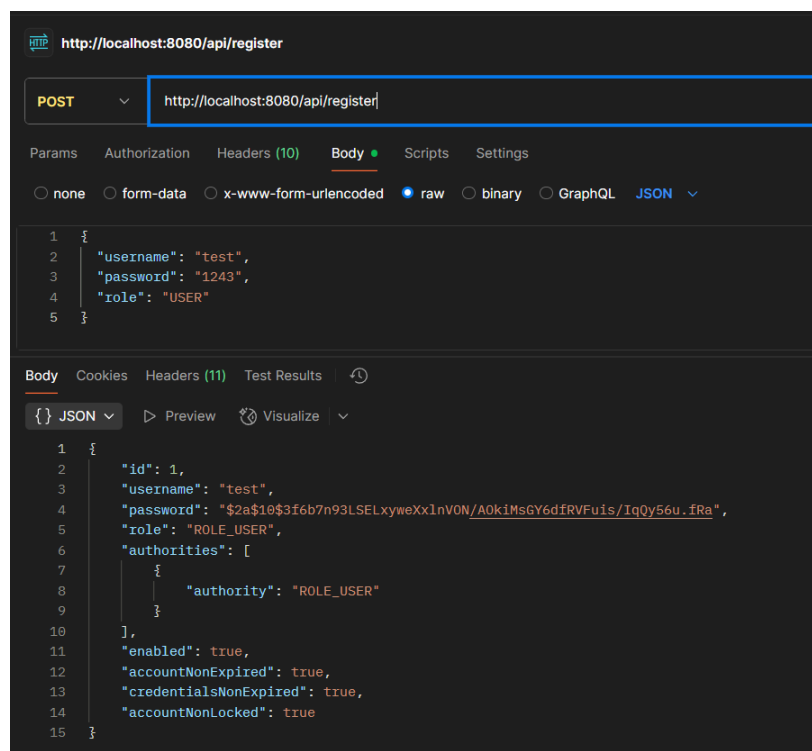 HTTP http://localhost:8080/api/register
POST http://localhost:8080/api/register
Params Authorization Headers (10) Body Scripts Settings
none form-data x-www-form-urlencoded raw binary GraphQL JSON
1 {
2 "username": "test",
3 "password": "1243",
4 "role": "USER"
5 }
Body Cookies Headers (11) Test Results
{} JSON Preview Visualize
1 {
2 "id": 1,
3 "username": "test",
4 "password": "$2a$10$3f6b7n93LSELxyweXxlnVON/AOkiMsGY6dfRVFuis/IqQy56u.fRa",
5 "role": "ROLE_USER",
6 "authorities": [
7 {
8 "authority": "ROLE_USER"
9 }
10 ],
11 "enabled": true,
12 "accountNonExpired": true,
13 "credentialsNonExpired": true,
14 "accountNonLocked": true
15 }